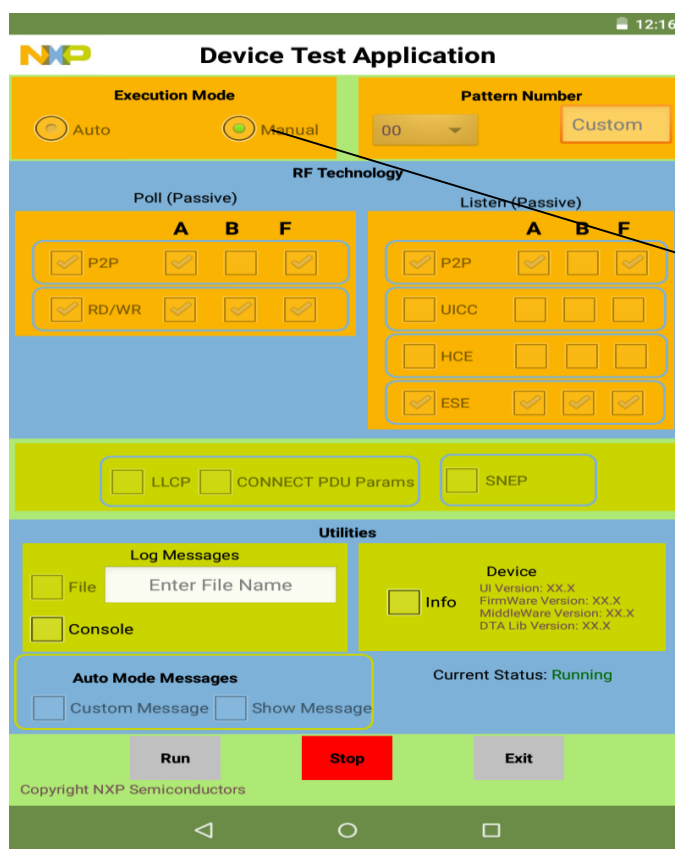 12:16
NXP Device Test Application
Execution Mode
Pattern Number
Auto Manual 00 Custom
RF Technology
Poll (Passive) Listen (Passive)
A B F A B F
P2P P2P
RD/WR UICC
HCE
ESE
LLCP CONNECT PDU Params SNEP
Utilities
Log Messages
File Enter File Name
Console
Device
Info
UI Version: XX.X
FirmWare Version: XX.X
MiddleWare Version: XX.X
DTA Lib Version: XX.X
Auto Mode Messages
Current Status: Running
Custom Message Show Message
Run Stop Exit
Copyright NXP Semiconductors